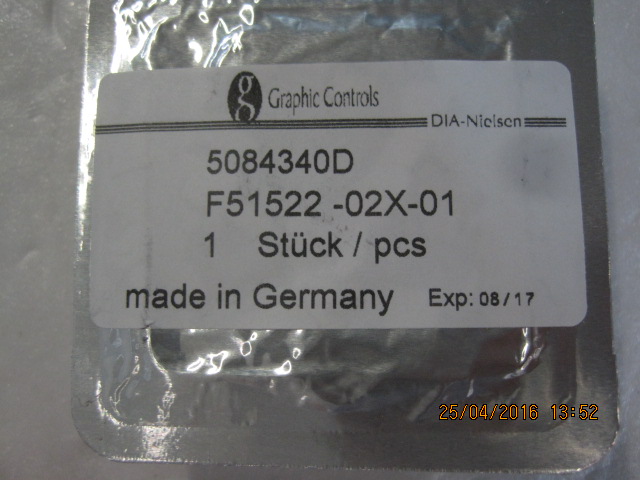 g Graphic Controls
DIA-Nielsen
5084340D
F51522 -02X-01
1 Stück / pcs
made in Germany Exp: 08/17
25/04/2016 13:52